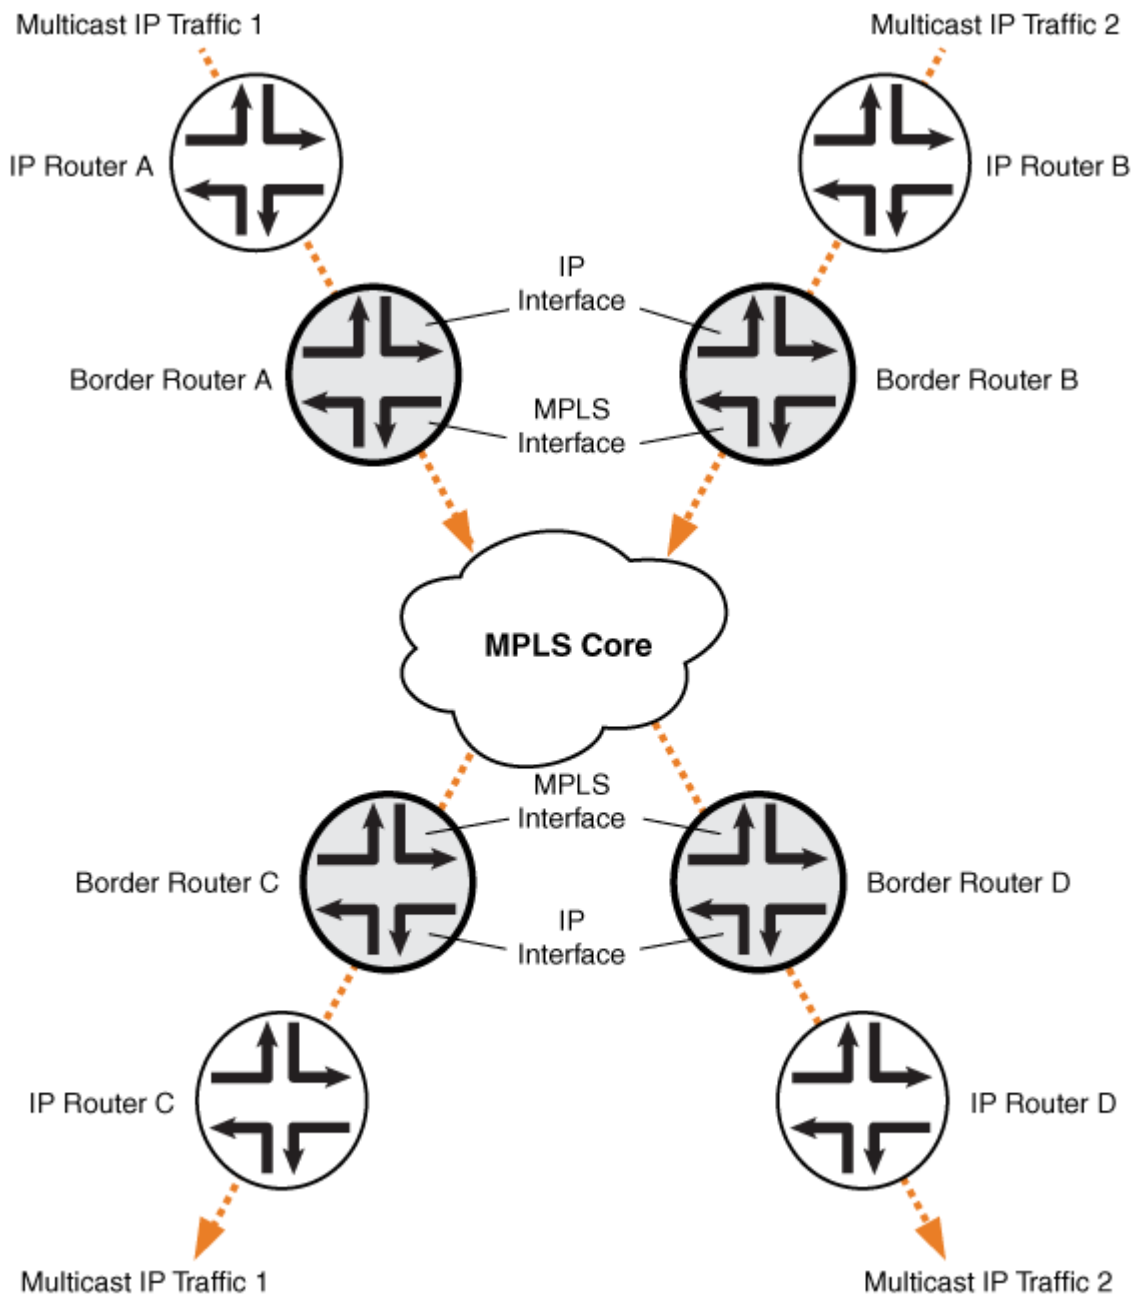 Multicast IP Traffic 1
Multicast IP Traffic 2
IP Router A
IP Router B
IP
Interface
Border Router A
Border Router B
MPLS
Interface
MPLS Core
MPLS
Interface
Border Router C
Border Router D
IP
Interface
IP Router C
IP Router D
Multicast IP Traffic 1
Multicast IP Traffic 2